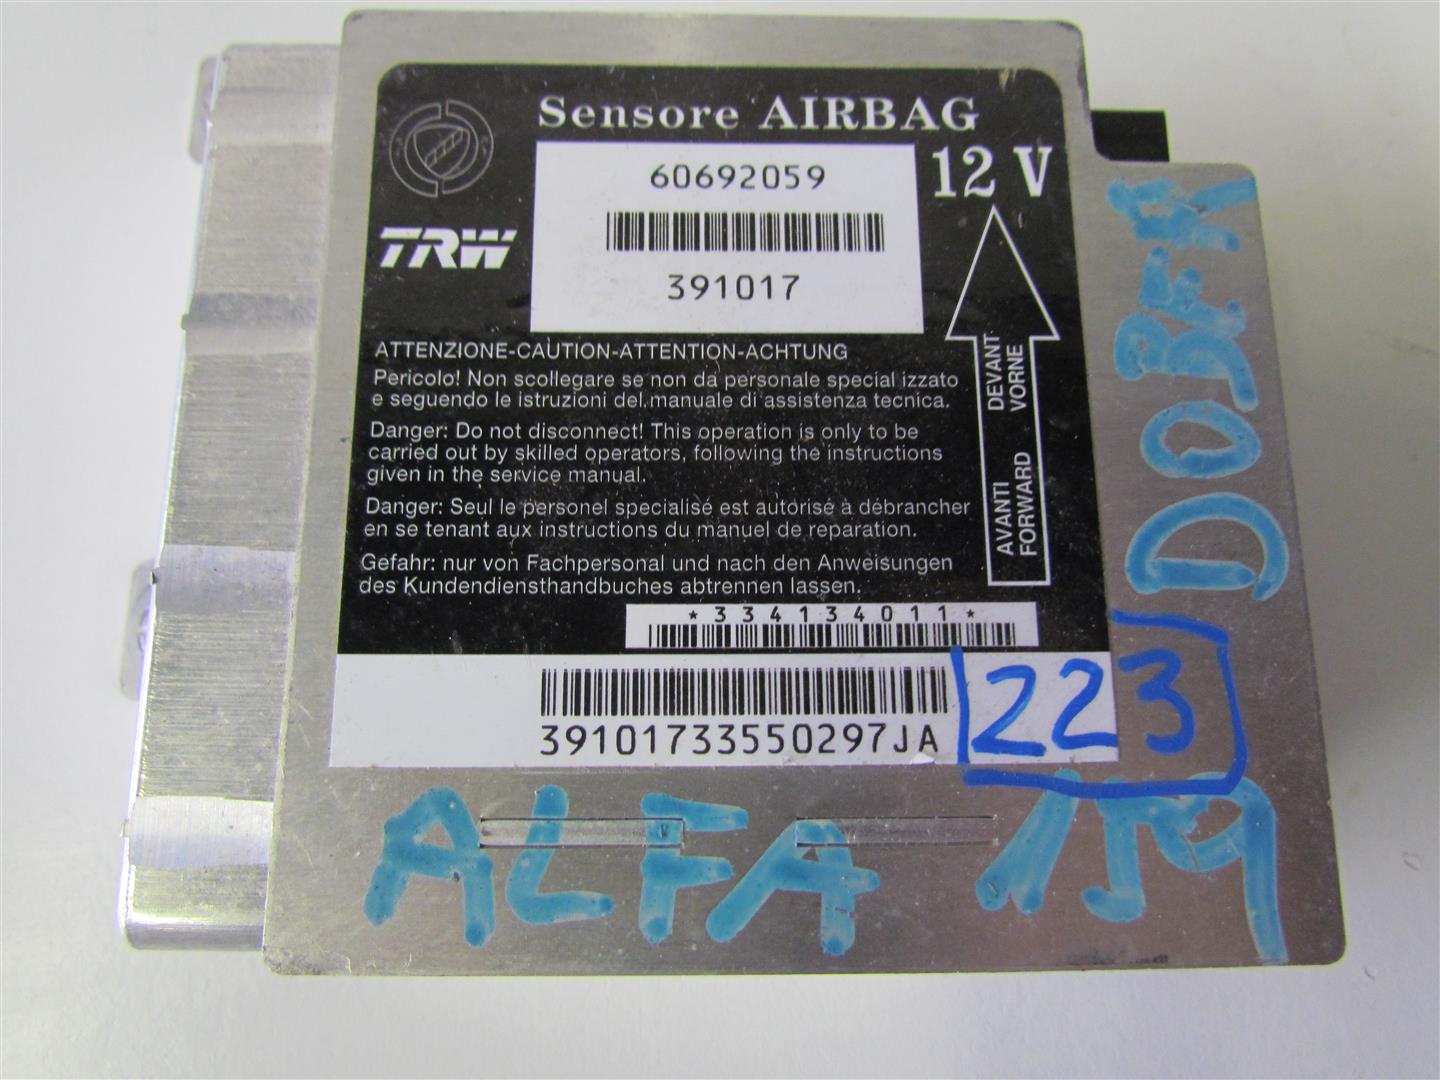 Sensore AIRBAG
12 V
TRW
60692059
391017
ATTENZIONE-CAUTION-ATTENTION-ACHTUNG
Pericolo! Non scollegare se non da personale special izzato
e seguendo le istruzioni del manuale di assistenza tecnica.
Danger: Do not disconnect! This operation is only to be
carried out by skilled operators, following the instructions
given in the service manual.
Danger: Seul le personel specialisé est autorisé à débrancher
en se tenant aux instructions du manuel de reparation.
Gefahr: nur von Fachpersonal und nach den Anweisungen
des Kundendiensthandbuches abtrennen lassen.
AVANTI DEVANT
FORWARD VORNE
*334134011*
39101733550297JA
223
ALFA 159
DOBFR